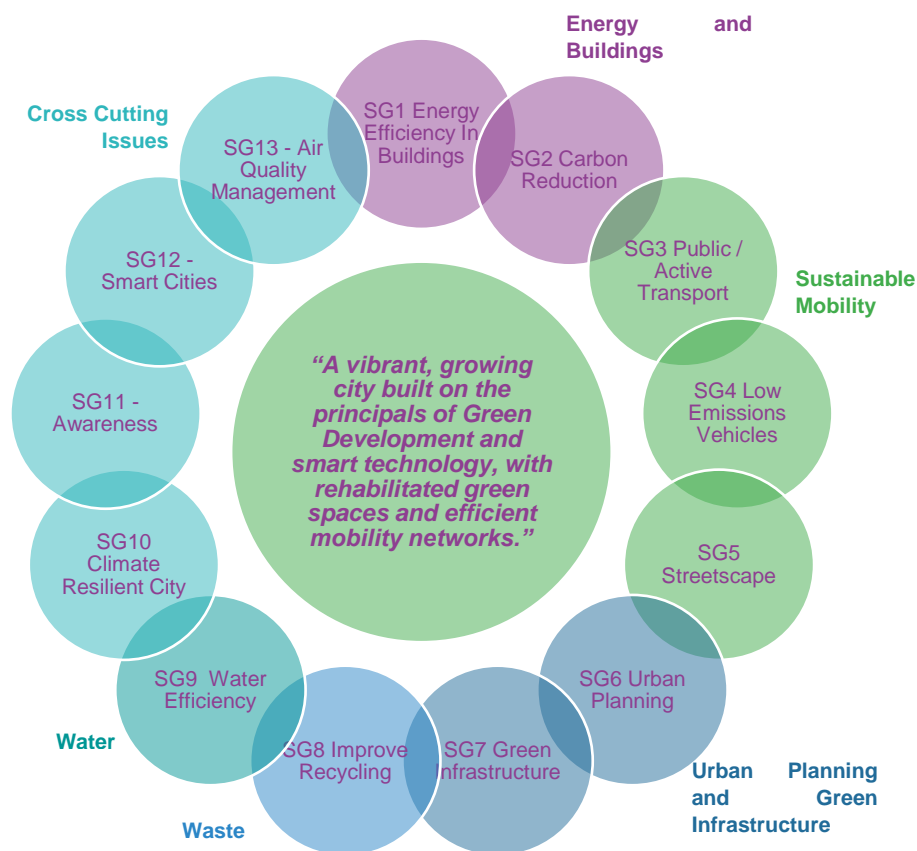 Energy and
Buildings
Cross Cutting
Issues
SG1 Energy
Efficiency In
Buildings
SG2 Carbon
Reduction
SG3 Public /
Active
Transport
Sustainable
Mobility
SG4 Low
Emissions
Vehicles
SG5
Streetscape
SG6 Urban
Planning
Urban Planning
and Green
Infrastructure
SG7 Green
Infrastructure
SG8 Improve
Recycling
Waste
SG9 Water
Efficiency
Water
SG10
Climate
Resilient City
SG11 -
Awareness
SG12 -
Smart Cities
SG13 - Air
Quality
Management
“A vibrant, growing
city built on the
principals of Green
Development and
smart technology, with
rehabilitated green
spaces and efficient
mobility networks.”